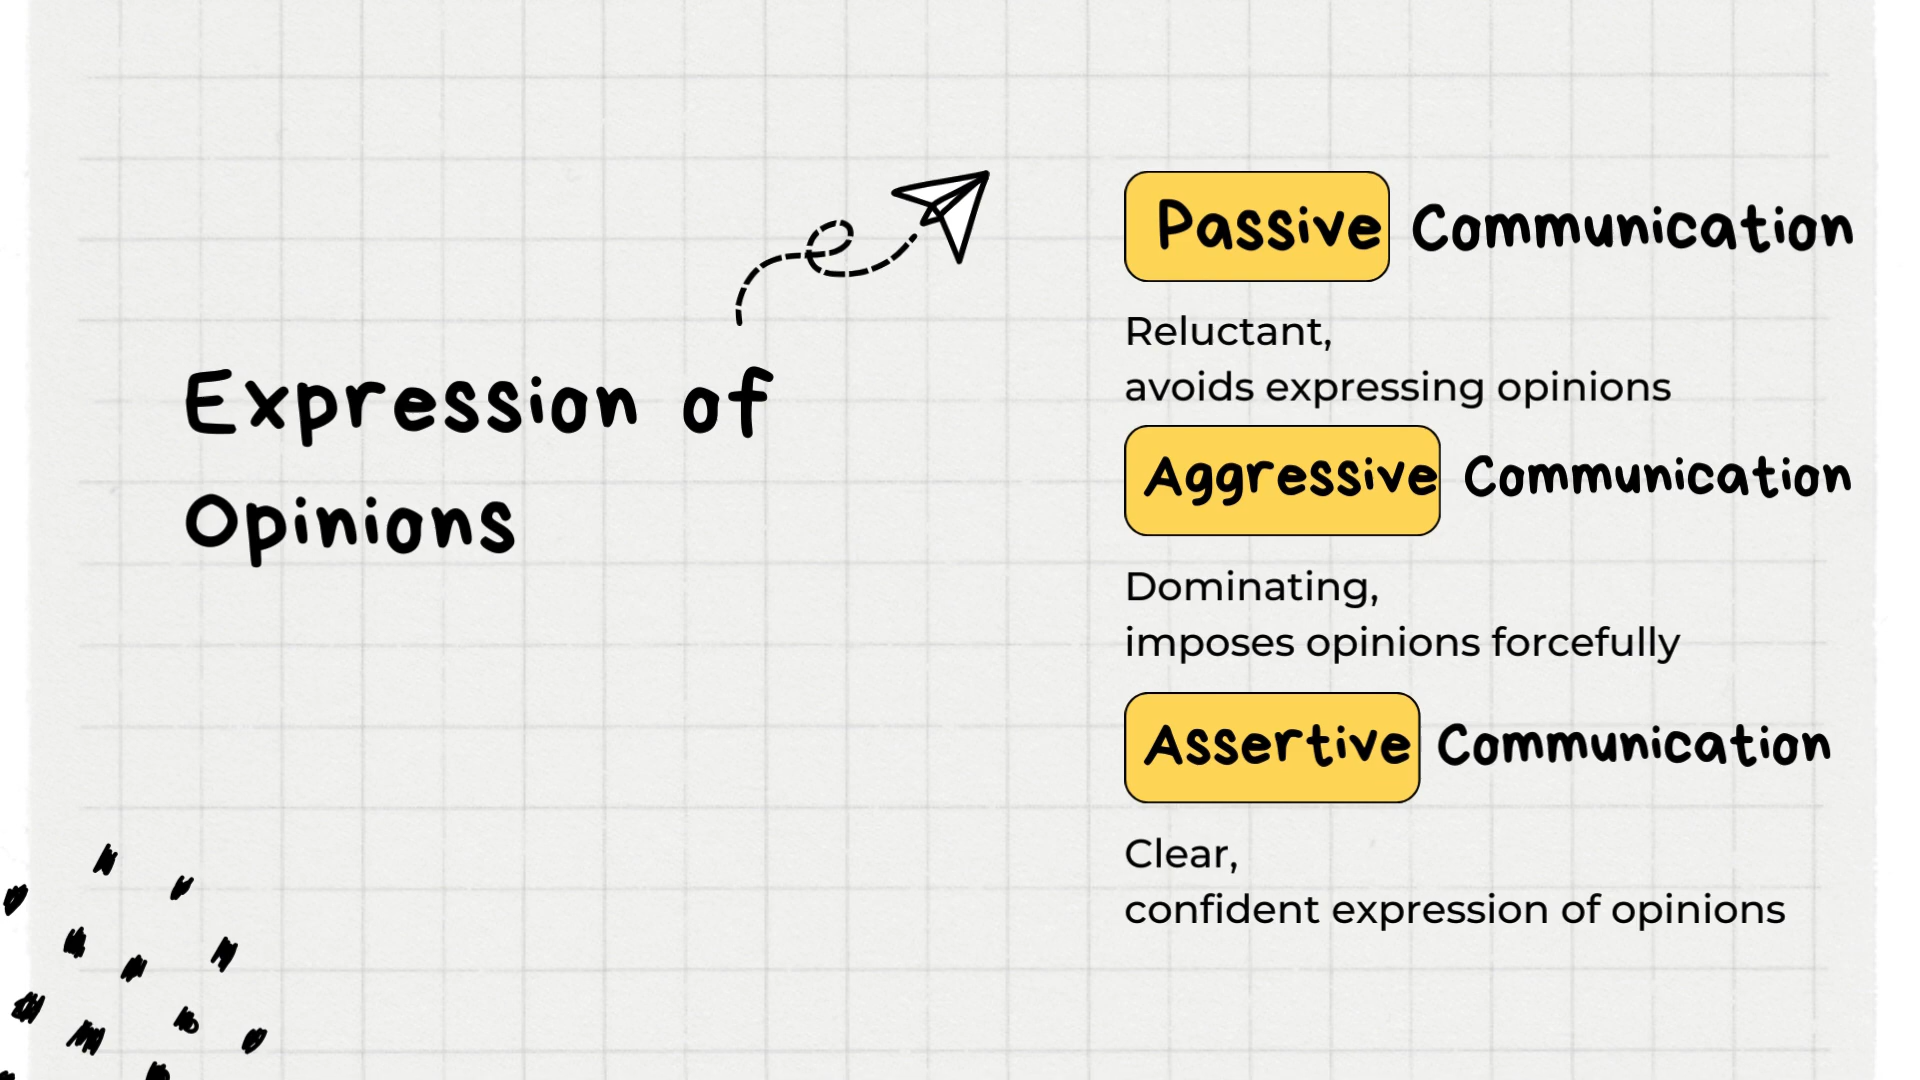 Expression of
Opinions
Passive Communication
Reluctant,
avoids expressing opinions
Aggressive Communication
Dominating,
imposes opinions forcefully
Assertive Communication
Clear,
confident expression of opinions